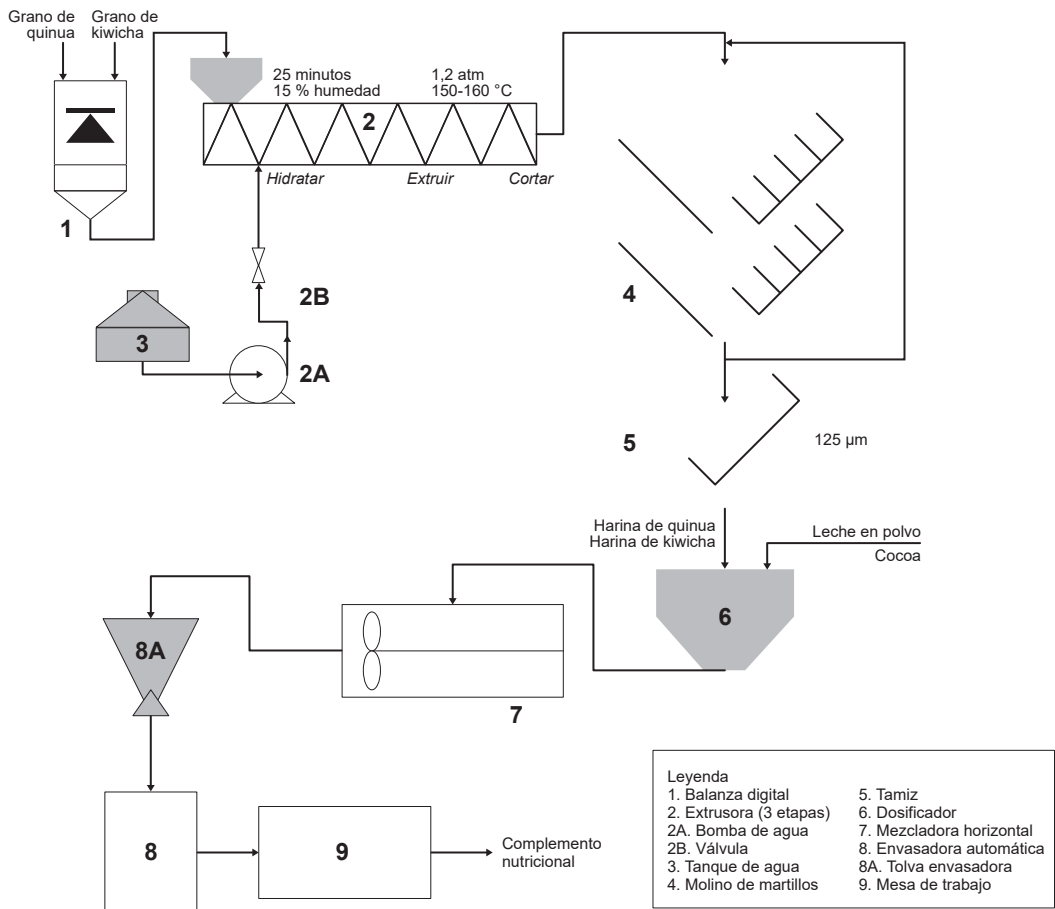 Grano de
quinua
Grano de
kiwicha
25 minutos
15 % humedad
1,2 atm
150-160 °C
2
Hidratar
Extruir
Cortar
1
2B
3
2A
4
5
125 μm
Harina de quinua
Harina de kiwicha
Leche en polvo
Cocoa
6
8A
7
8
9
Complemento
nutricional
Leyenda
1. Balanza digital
2. Extrusora (3 etapas)
2A. Bomba de agua
2B. Válvula
3. Tanque de agua
4. Molino de martillos
5. Tamiz
6. Dosificador
7. Mezcladora horizontal
8. Envasadora automática
8A. Tolva envasadora
9. Mesa de trabajo